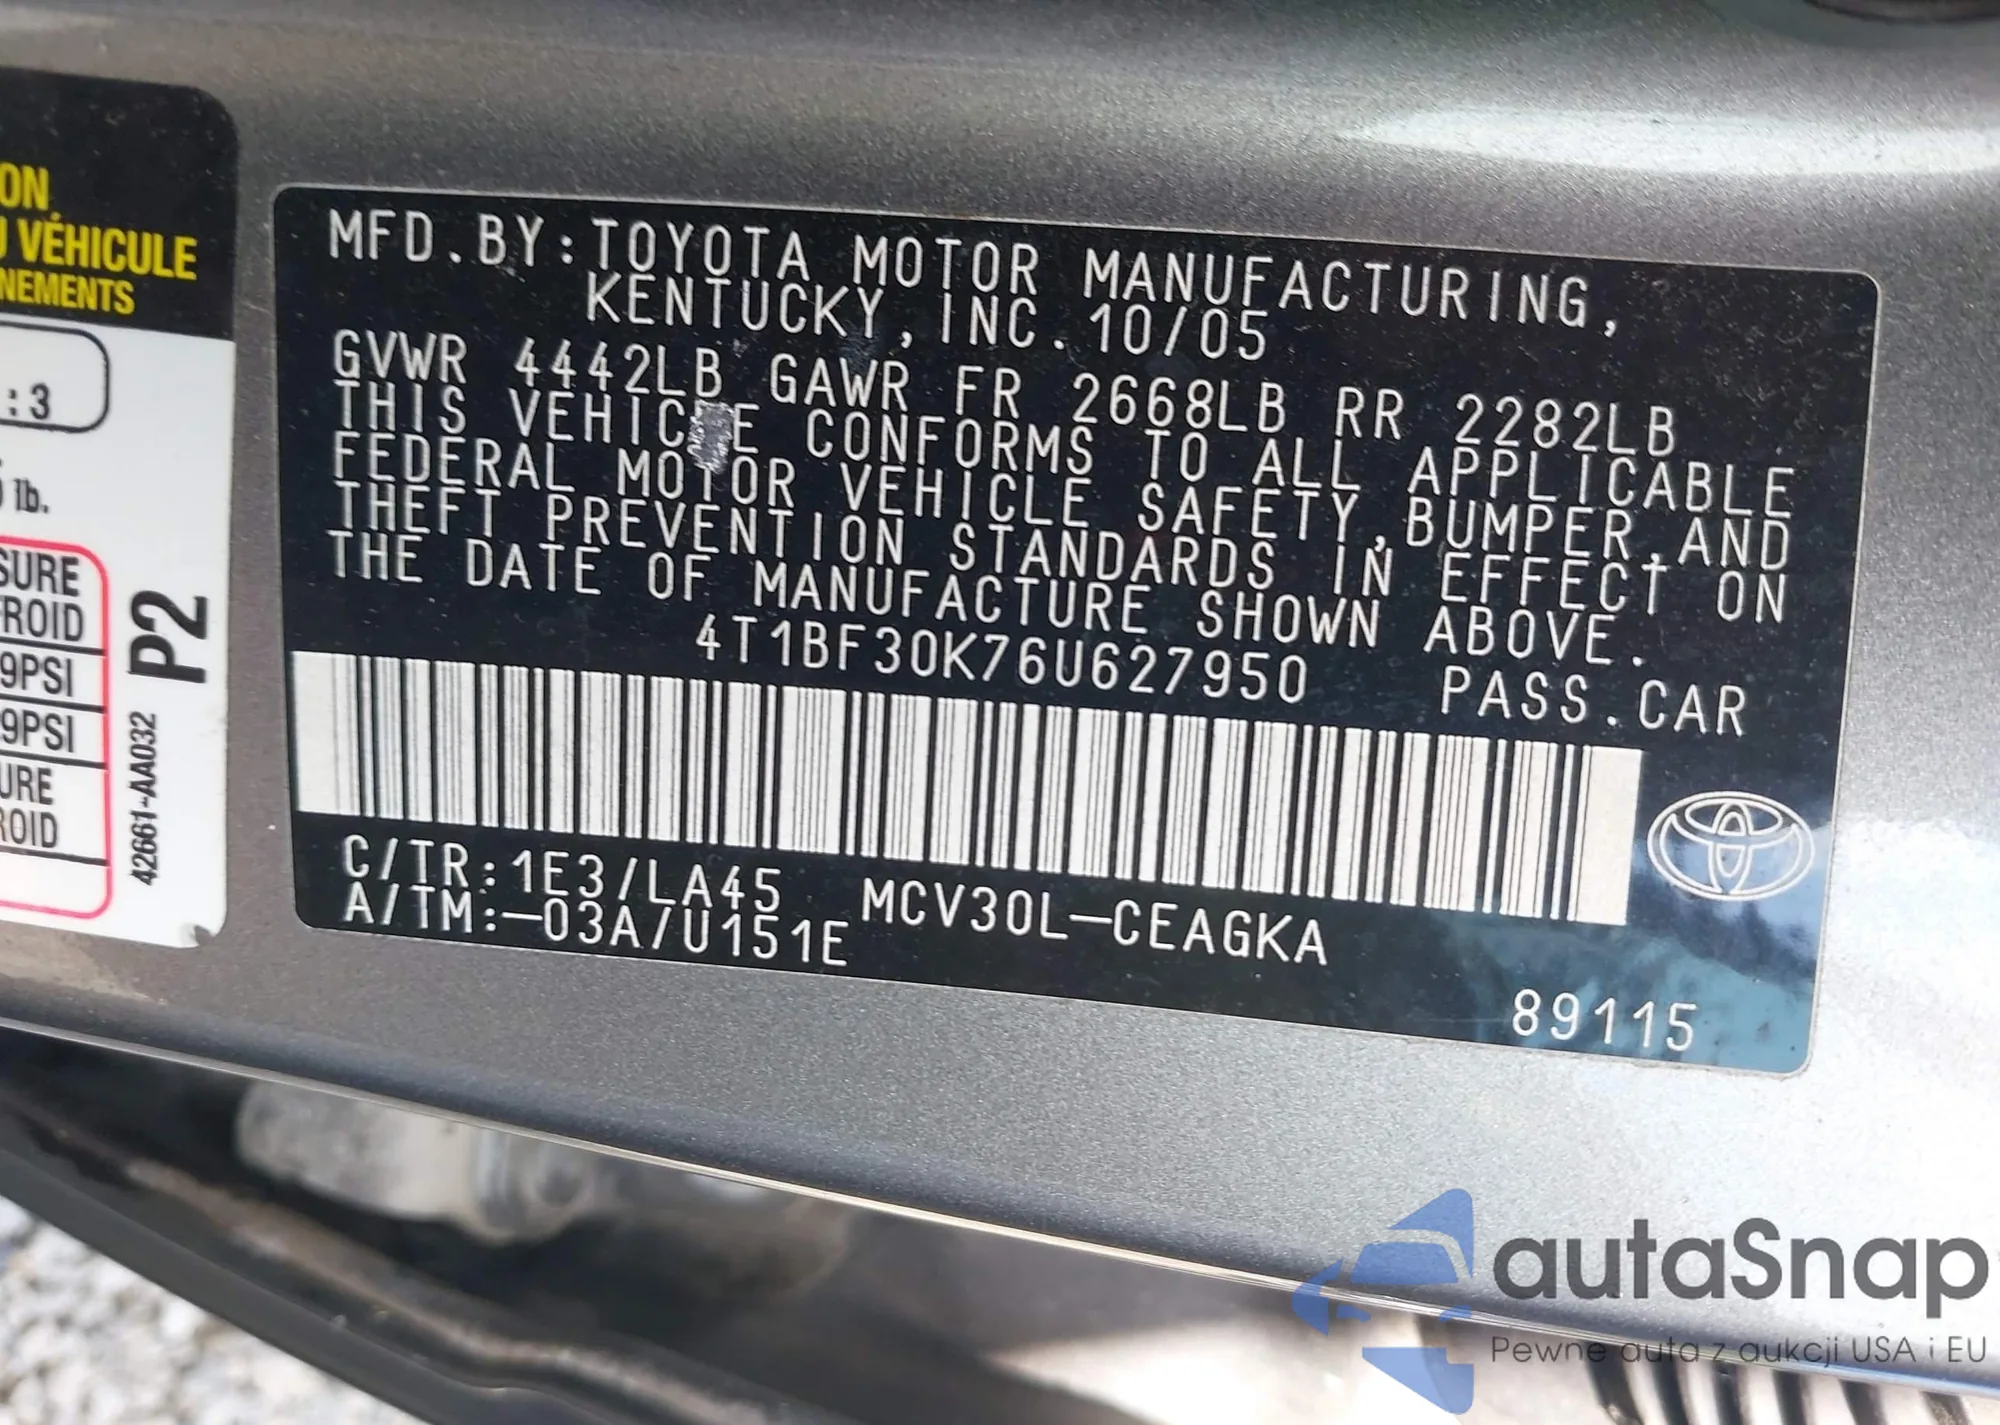 ON
U VÉHICULE
NEMENTS
: 3
lb.
SURE
FROID
9PSI
9PSI
URE
ROID
P2
42661-AA032
MFD.BY:TOYOTA MOTOR MANUFACTURING,
KENTUCKY, INC. 10/05
GVWR 4442LB GAWR FR 2668LB RR 2282LB
THIS VEHIC E CONFORMS TO ALL APPLICABLE
FEDERAL MOTOR VEHICLE SAFETY,BUMPER,AND
THEFT PREVENTION STANDARDS IN EFFECT ON
THE DATE OF MANUFACTURE SHOWN ABOVE.
4T1BF30K76U627950 PASS.CAR
C/TR:1E3/LA45 MCV30L-CEAGKA
A/TM:-03A/U151E
89115
autaSnap
Pewne auta z aukcji USA i EU